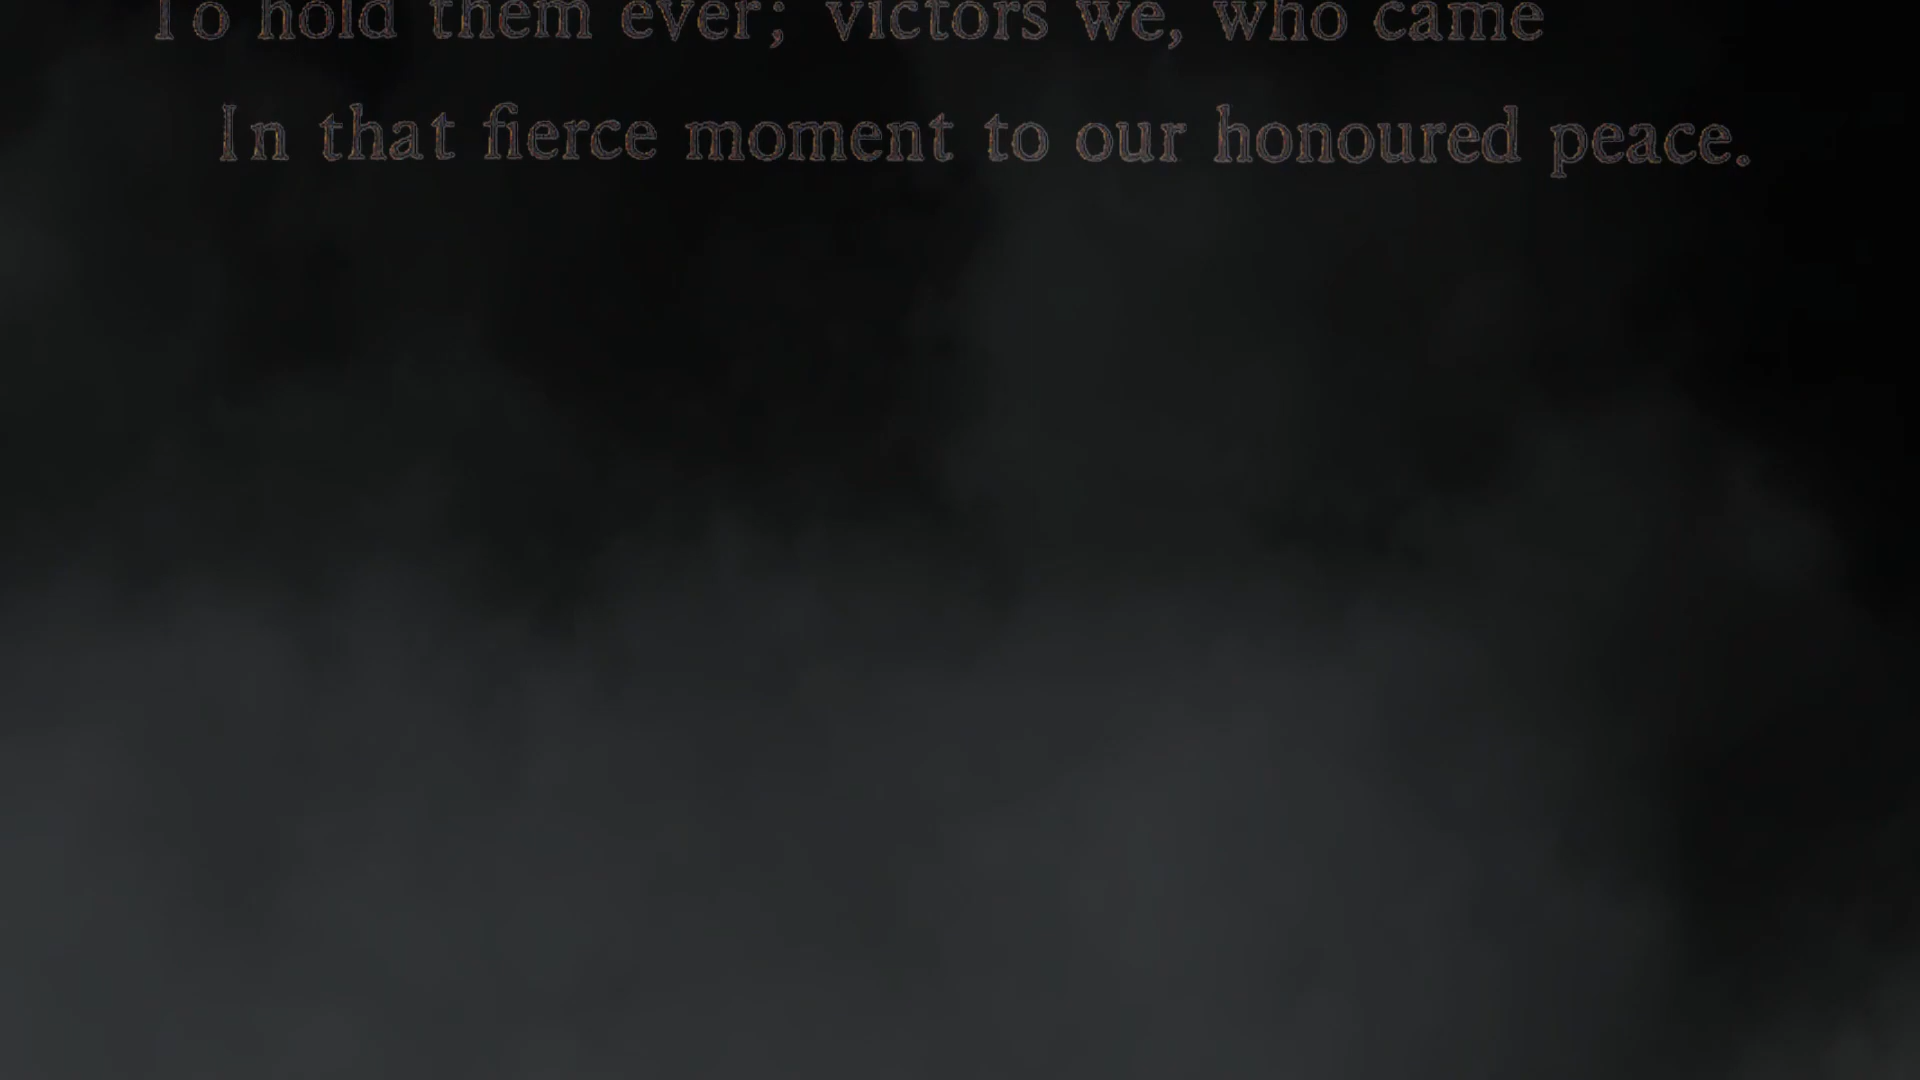 To hold them ever; victors we, who came
In that fierce moment to our honoured peace.